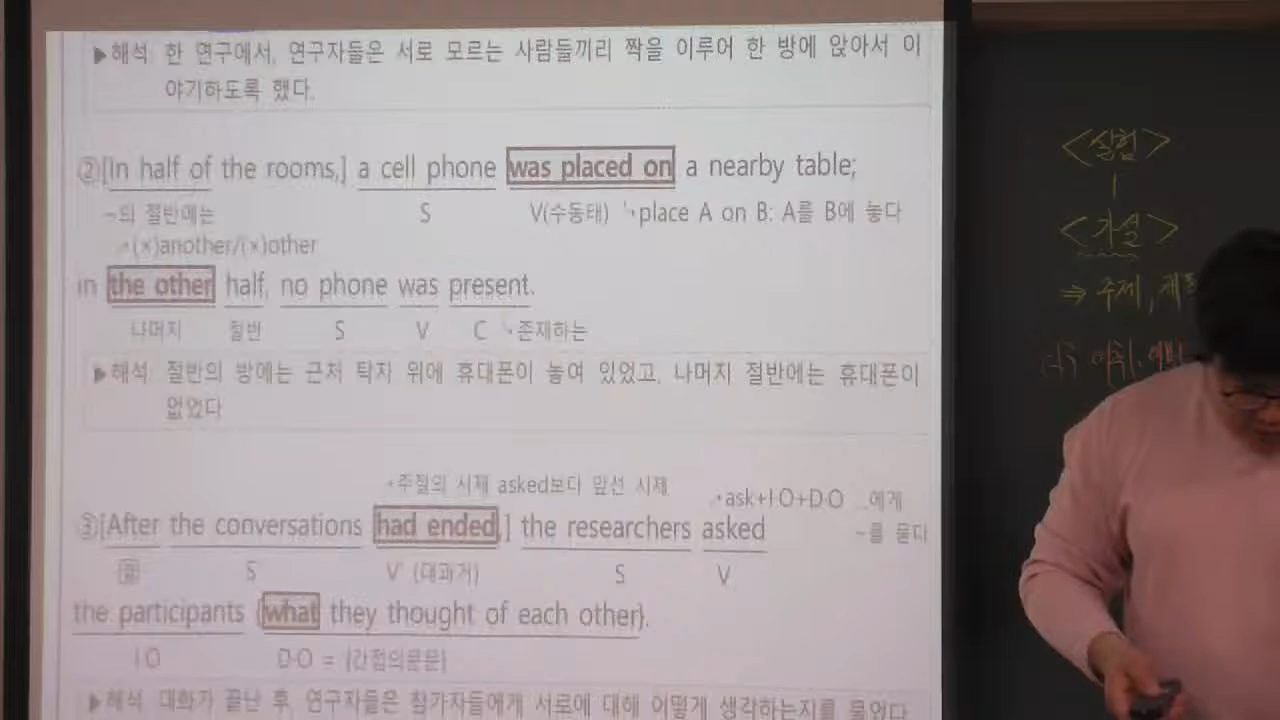 ▶해석: 한 연구에서, 연구자들은 서로 모르는 사람들끼리 짝을 이루어 한 방에 앉아서 이
야기하도록 했다.
②[In half of the rooms,] a cell phone was placed on a nearby table;
~의 절반에는 S V(수동태) place A on B: A를 B에 놓다
(×)another/(×)other
in the other half, no phone was present.
나머지 절반 S V C 존재하는
▶해석: 절반의 방에는 근처 탁자 위에 휴대폰이 놓여 있었고, 나머지 절반에는 휴대폰이
없었다
주절의 시제 asked보다 앞선 시제 ask+I·O+D·O ...에게
③[After the conversations had ended,] the researchers asked ~를 묻다
S V' (대과거) S V
the participants (what they thought of each other).
I·O D·O = (간접의문문)
▶해석: 대화가 끝난 후, 연구자들은 참가자들에게 서로에 대해 어떻게 생각하는지를 물었다
<실험>
<가설>
⇒ 주제,